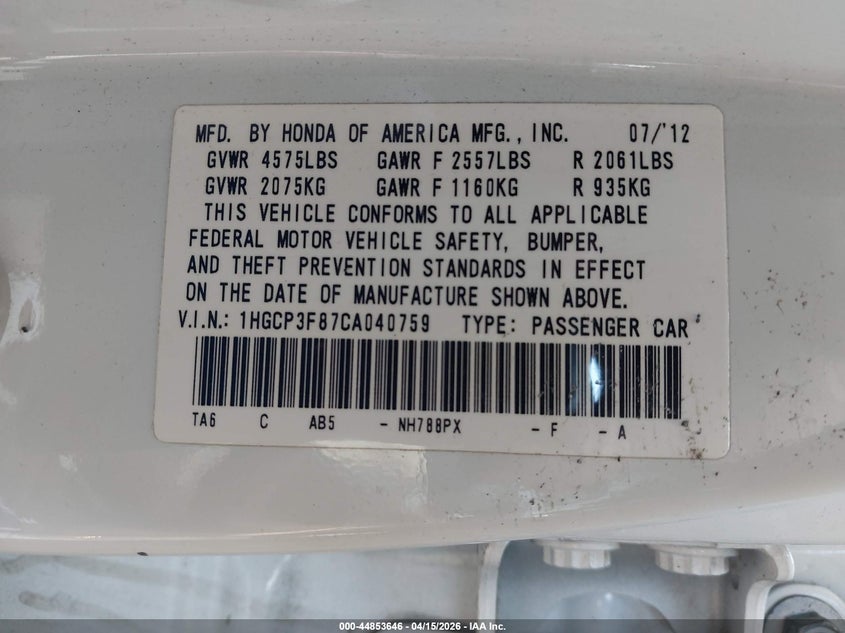 MFD. BY HONDA OF AMERICA MFG., INC. 07/'12
GVWR 4575LBS GAWR F 2557LBS R 2061LBS
GVWR 2075KG GAWR F 1160KG R 935KG
THIS VEHICLE CONFORMS TO ALL APPLICABLE
FEDERAL MOTOR VEHICLE SAFETY, BUMPER,
AND THEFT PREVENTION STANDARDS IN EFFECT
ON THE DATE OF MANUFACTURE SHOWN ABOVE.
V.I.N.: 1HGCP3F87CA040759 TYPE: PASSENGER CAR
TA6 C AB5 - NH788PX - F - A
000-44853646 - 04/15/2026 - IAA Inc.